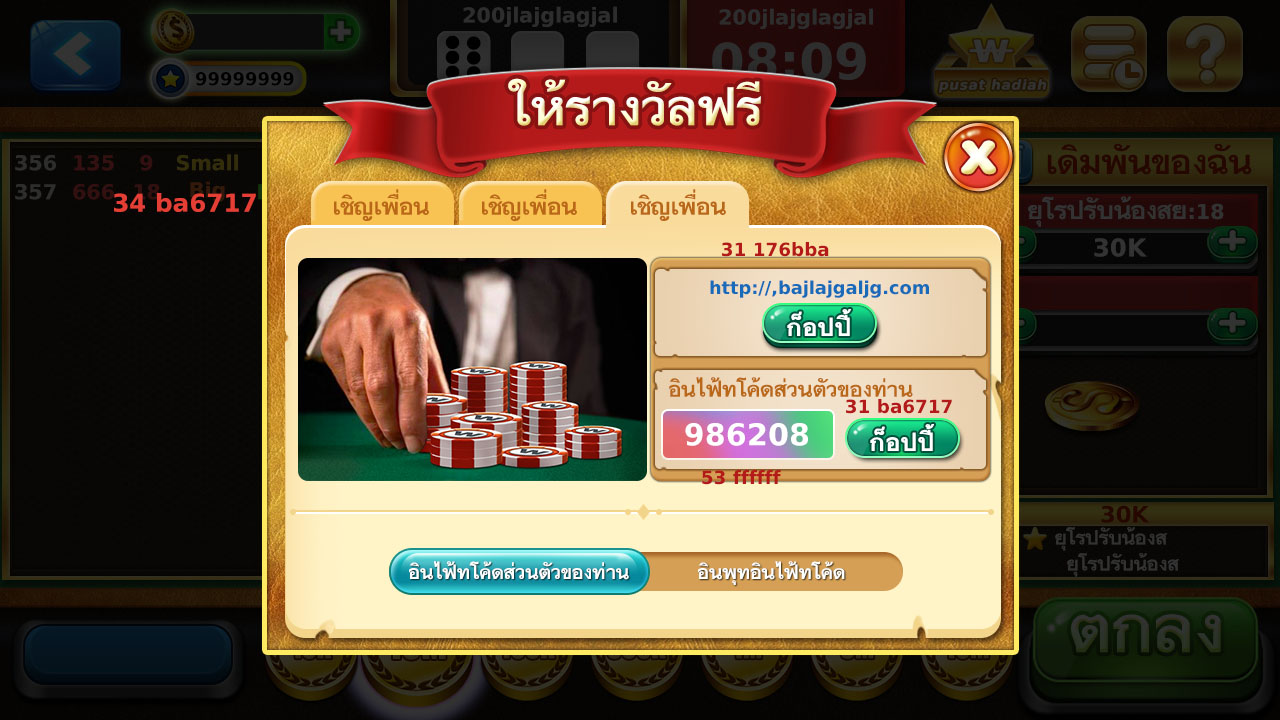 200jlajglagjal
200jlajglagjal
08:09
99999999
pusat hadiah
ให้รางวัลฟรี
356 135 9 Small
357 666 18 Big
34 ba6717
เดิมพันของฉัน
ยุโรปรับน้องสย:18
30K
เชิญเพื่อน
เชิญเพื่อน
เชิญเพื่อน
31 176bba
http://,bajlajgaljg.com
ก็อปปี้
อินไฟ้ทโค้ดส่วนตัวของท่าน
31 ba6717
986208
ก็อปปี้
53 ffffff
30K
ยุโรปรับน้องส
ยุโรปรับน้องส
อินไฟ้ทโค้ดส่วนตัวของท่าน
อินพุทอินไฟ้ทโค้ด
ตกลง